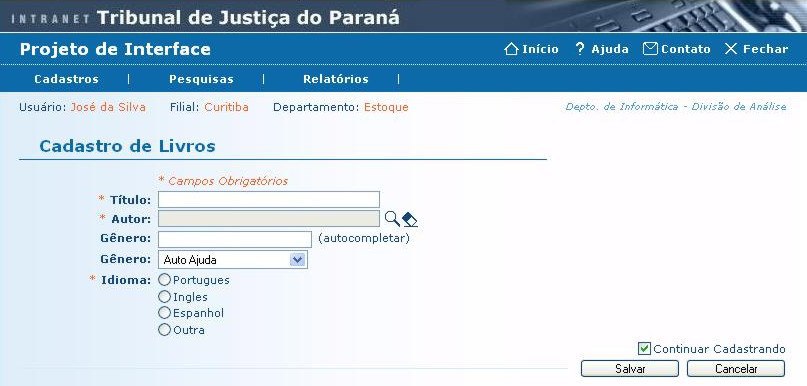 INTRANET Tribunal de Justiça do Paraná
Projeto de Interface Início ? Ajuda Contato Fechar
Cadastros | Pesquisas | Relatórios |
Usuário: José da Silva Filial: Curitiba Departamento: Estoque Depto. de Informática - Divisão de Análise
Cadastro de Livros
* Campos Obrigatórios
* Título:
* Autor:
Gênero: (autocompletar)
Gênero: Auto Ajuda
* Idioma: Portugues
Ingles
Espanhol
Outra
Continuar Cadastrando
Salvar Cancelar